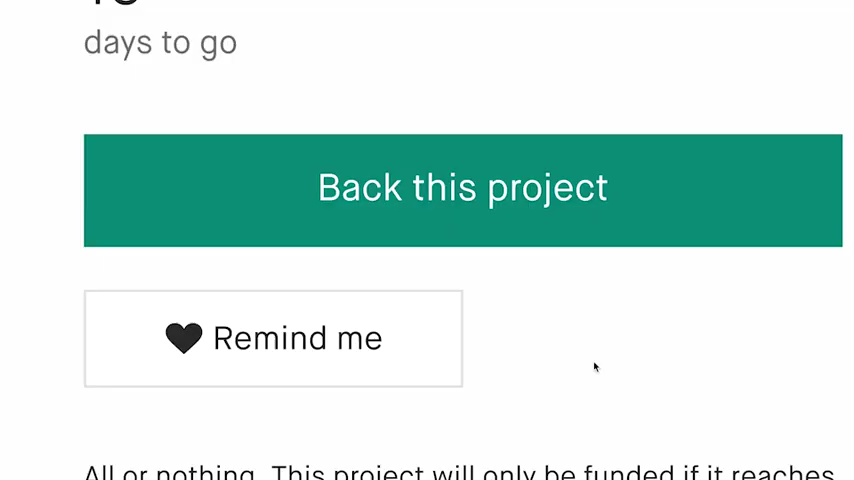 days to go
Back this project
Remind me
All or nothing. This project will only be funded if it reaches